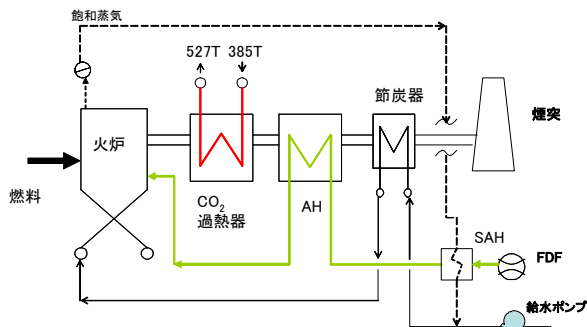 飽和蒸気
527T 385T
節炭器
煙突
火炉
燃料
CO2
過熱器
AH
SAH
FDF
給水ポンプ